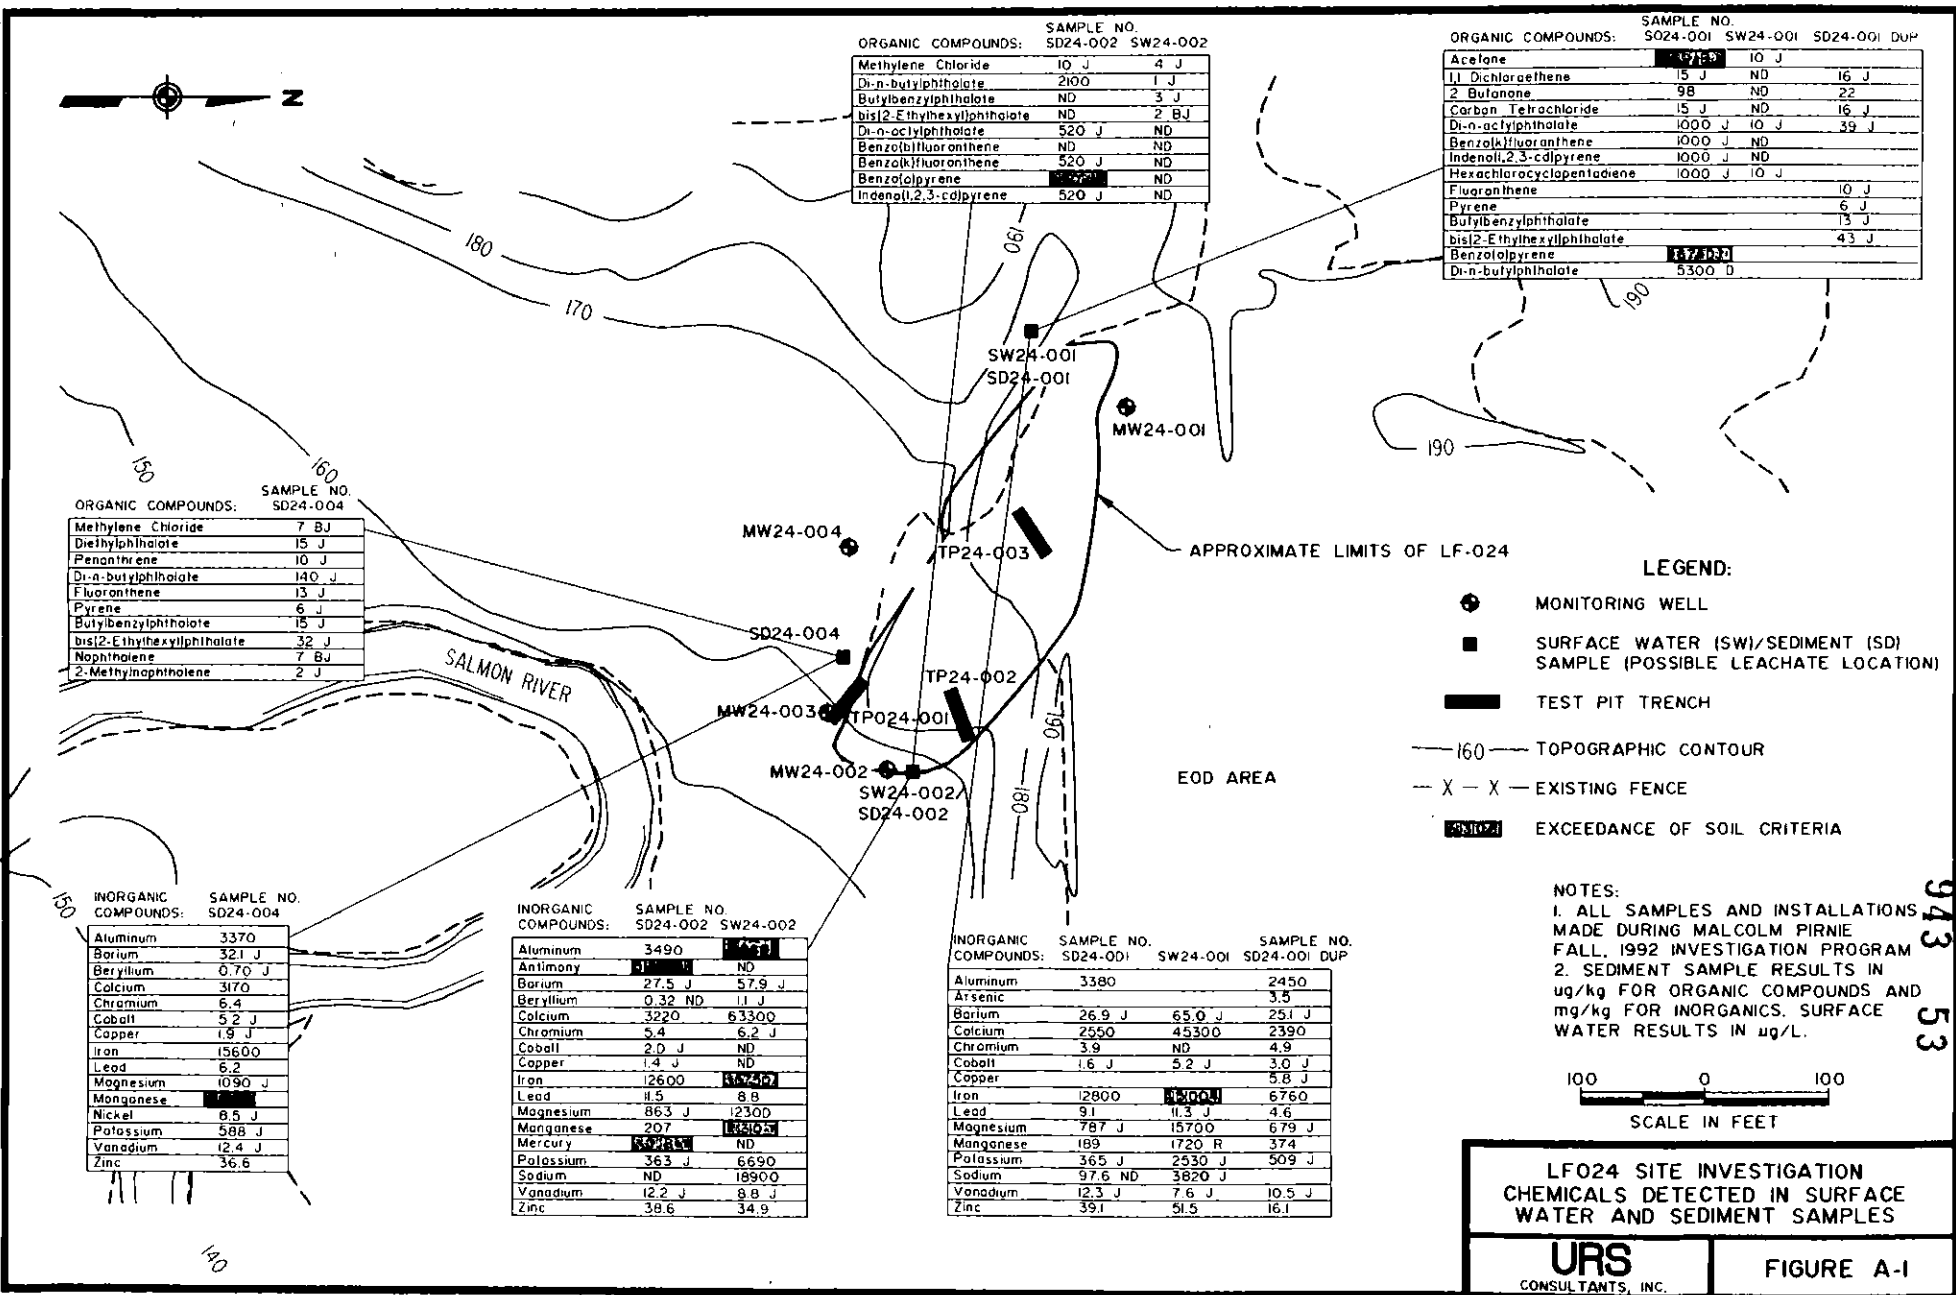 SAMPLE NO.
ORGANIC COMPOUNDS: SD24-002 SW24-002
Methylene Chloride 10 J 4 J
Di-n-butylphthalate 2100 1 J
Butylbenzylphthalate ND 3 J
bis(2-Ethylhexyl)phthalate ND 2 BJ
Di-n-octylphthalate 520 J ND
Benzo(b)fluoranthene ND ND
Benzo(k)fluoranthene 520 J ND
Benzo(a)pyrene ND
Indeno(1,2,3-cd)pyrene 520 J ND
SAMPLE NO.
ORGANIC COMPOUNDS: SD24-001 SW24-001 SD24-001 DUP
Acetone 10 J
1,1 Dichloroethene 15 J ND 16 J
2 Butanone 98 ND 22
Carbon Tetrachloride 15 J ND 16 J
Di-n-octylphthalate 1000 J 10 J 39 J
Benzo(k)fluoranthene 1000 J ND
Indeno(1,2,3-cd)pyrene 1000 J ND
Hexachlorocyclopentadiene 1000 J 10 J
Fluoranthene 10 J
Pyrene 6 J
Butylbenzylphthalate 13 J
bis(2-Ethylhexyl)phthalate 43 J
Benzo(a)pyrene
Di-n-butylphthalate 5300 D
N
180
170
190
190
190
150
160
SW24-001
SD24-001
MW24-001
SAMPLE NO.
ORGANIC COMPOUNDS: SD24-004
Methylene Chloride 7 BJ
Diethylphthalate 15 J
Penanthrene 10 J
Di-n-butylphthalate 140 J
Fluoranthene 13 J
Pyrene 6 J
Butylbenzylphthalate 15 J
bis(2-Ethylhexyl)phthalate 32 J
Naphthalene 7 BJ
2-Methylnaphthalene 2 J
MW24-004
TP24-003
APPROXIMATE LIMITS OF LF-024
SD24-004
SALMON RIVER
TP24-002
MW24-003
TP024-001
190
180
MW24-002
SW24-002/
SD24-002
EOD AREA
LEGEND:
MONITORING WELL
SURFACE WATER (SW)/SEDIMENT (SD)
SAMPLE (POSSIBLE LEACHATE LOCATION)
TEST PIT TRENCH
160 TOPOGRAPHIC CONTOUR
X - X EXISTING FENCE
EXCEEDANCE OF SOIL CRITERIA
150
140
INORGANIC SAMPLE NO.
COMPOUNDS: SD24-004
Aluminum 3370
Barium 32.1 J
Beryllium 0.70 J
Calcium 3170
Chromium 6.4
Cobalt 5.2 J
Copper 1.9 J
Iron 15600
Lead 6.2
Magnesium 1090 J
Manganese
Nickel 8.5 J
Potassium 588 J
Vanadium 12.4 J
Zinc 36.6
INORGANIC SAMPLE NO.
COMPOUNDS: SD24-002 SW24-002
Aluminum 3490
Antimony ND
Barium 27.5 J 57.9 J
Beryllium 0.32 ND 1.1 J
Calcium 3220 63300
Chromium 5.4 6.2 J
Cobalt 2.0 J ND
Copper 1.4 J ND
Iron 12600
Lead 11.5 8.8
Magnesium 863 J 12300
Manganese 207
Mercury ND
Potassium 363 J 6690
Sodium ND 18900
Vanadium 12.2 J 8.8 J
Zinc 38.6 34.9
INORGANIC SAMPLE NO. SAMPLE NO.
COMPOUNDS: SD24-001 SW24-001 SD24-001 DUP
Aluminum 3380 2450
Arsenic 3.5
Barium 26.9 J 65.0 J 25.1 J
Calcium 2550 45300 2390
Chromium 3.9 ND 4.9
Cobalt 1.6 J 5.2 J 3.0 J
Copper 5.8 J
Iron 12800 6760
Lead 9.1 11.3 J 4.6
Magnesium 787 J 15700 679 J
Manganese 189 1720 R 374
Potassium 365 J 2530 J 509 J
Sodium 97.6 ND 3820 J
Vanadium 12.3 J 7.6 J 10.5 J
Zinc 39.1 51.5 16.1
NOTES:
1. ALL SAMPLES AND INSTALLATIONS
MADE DURING MALCOLM PIRNIE
FALL, 1992 INVESTIGATION PROGRAM
2. SEDIMENT SAMPLE RESULTS IN
ug/kg FOR ORGANIC COMPOUNDS AND
mg/kg FOR INORGANICS. SURFACE
WATER RESULTS IN ug/L.
943 53
100 0 100
SCALE IN FEET
LF024 SITE INVESTIGATION
CHEMICALS DETECTED IN SURFACE
WATER AND SEDIMENT SAMPLES
URS
CONSULTANTS, INC.
FIGURE A-1